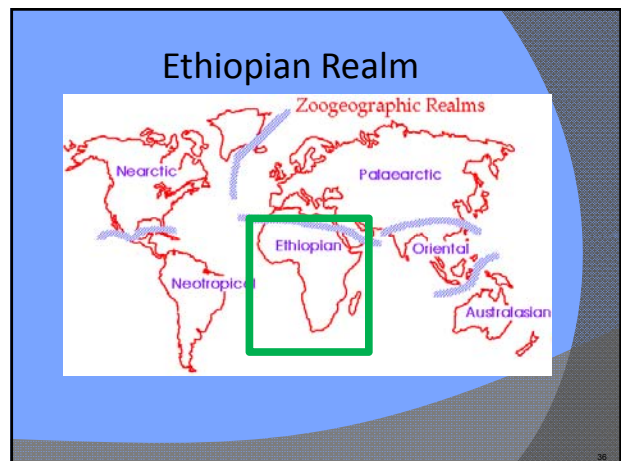 Ethiopian Realm
Zoogeographic Realms
Nearctic
Palaearctic
Ethiopian
Oriental
Neotropical
Australasian
36